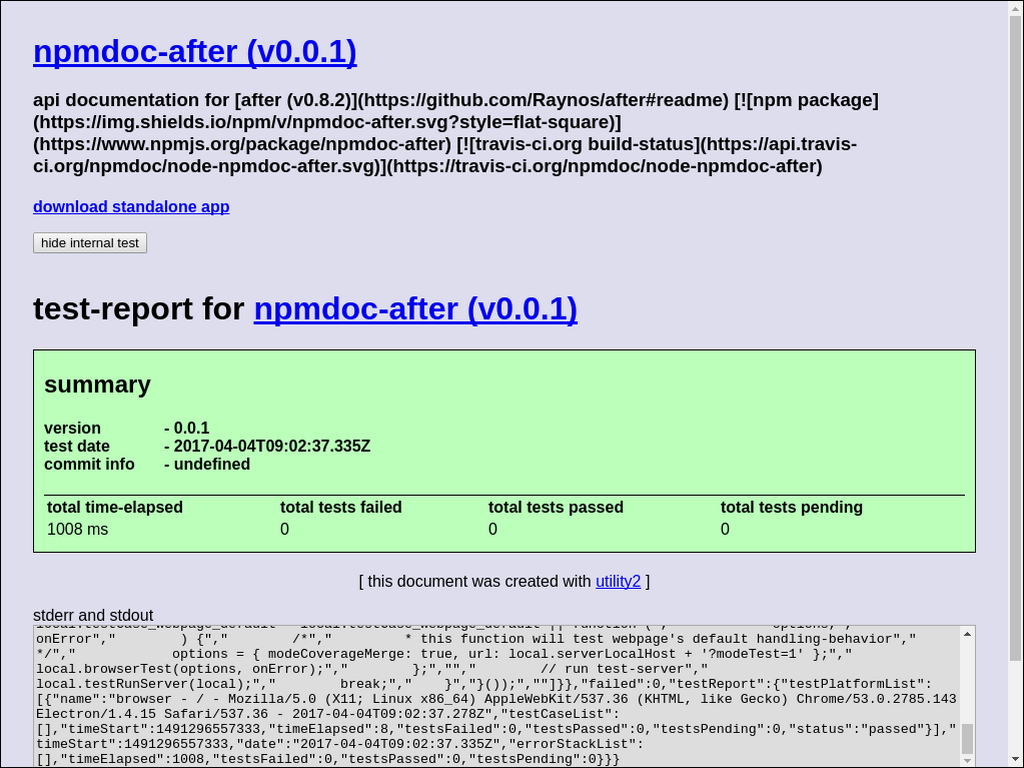 npmdoc-after (v0.0.1)
api documentation for [after (v0.8.2)](https://github.com/Raynos/after#readme) [![npm package]
(https://img.shields.io/npm/v/npmdoc-after.svg?style=flat-square)]
(https://www.npmjs.org/package/npmdoc-after) [![travis-ci.org build-status](https://api.travis-
ci.org/npmdoc/node-npmdoc-after.svg)](https://travis-ci.org/npmdoc/node-npmdoc-after)
download standalone app
hide internal test
test-report for npmdoc-after (v0.0.1)
summary
version - 0.0.1
test date - 2017-04-04T09:02:37.335Z
commit info - undefined
total time-elapsed total tests failed total tests passed total tests pending
1008 ms 0 0 0
[ this document was created with utility2 ]
stderr and stdout
local.testCase_webpage_default = local.testCase_webpage_default || function (","            options,","
onError","        ) {","        /*","         * this function will test webpage's default handling-behavior","
*/","            options = { modeCoverageMerge: true, url: local.serverLocalHost + '?modeTest=1' };","
local.browserTest(options, onError);","        };","","        // run test-server","
local.testRunServer(local);","        break;","    }","}());",""]}},"failed":0,"testReport":{"testPlatformList":
[{"name":"browser - / - Mozilla/5.0 (X11; Linux x86_64) AppleWebKit/537.36 (KHTML, like Gecko) Chrome/53.0.2785.143
Electron/1.4.15 Safari/537.36 - 2017-04-04T09:02:37.278Z","testCaseList":
[],"timeStart":1491296557333,"timeElapsed":8,"testsFailed":0,"testsPassed":0,"testsPending":0,"status":"passed"}],"
timeStart":1491296557333,"date":"2017-04-04T09:02:37.335Z","errorStackList":
[],"timeElapsed":1008,"testsFailed":0,"testsPassed":0,"testsPending":0}}}